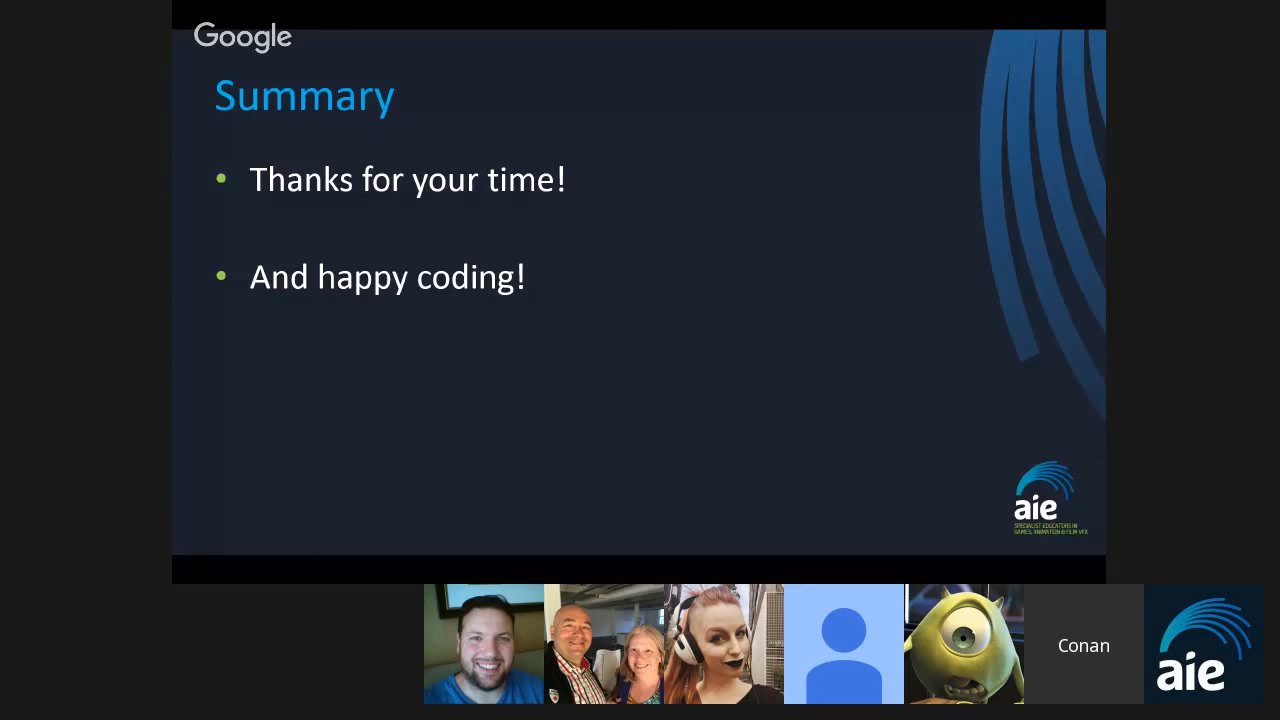 Google
Summary
• Thanks for your time!
• And happy coding!
aie
SPECIALIST EDUCATORS IN
GAMES, ANIMATION & FILM VFX
Conan
aie